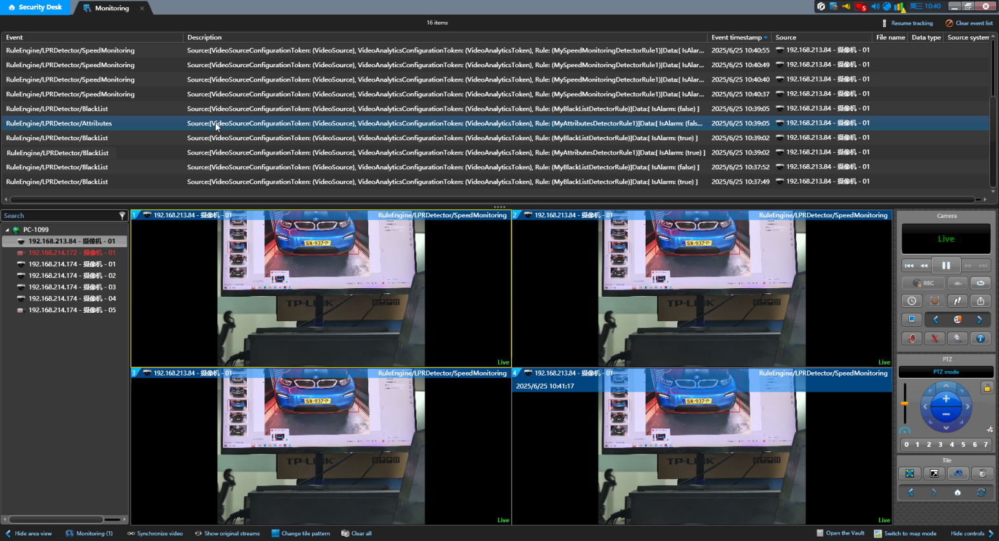 Security Desk
Monitoring
5
周三 10:40
16 items
Resume tracking
Clear event list
Event Description Event timestamp Source File name Data type Source system
RuleEngine/LPRDetector/SpeedMonitoring Source:[VideoSourceConfigurationToken: (VideoSource), VideoAnalyticsConfigurationToken: (VideoAnalyticsToken), Rule: (MySpeedMonitoringDetectorRule1)]Data:[ IsAlar... 2025/6/25 10:40:55 192.168.213.84 - 摄像机 - 01
RuleEngine/LPRDetector/SpeedMonitoring Source:[VideoSourceConfigurationToken: (VideoSource), VideoAnalyticsConfigurationToken: (VideoAnalyticsToken), Rule: (MySpeedMonitoringDetectorRule1)]Data:[ IsAlar... 2025/6/25 10:40:49 192.168.213.84 - 摄像机 - 01
RuleEngine/LPRDetector/SpeedMonitoring Source:[VideoSourceConfigurationToken: (VideoSource), VideoAnalyticsConfigurationToken: (VideoAnalyticsToken), Rule: (MySpeedMonitoringDetectorRule1)]Data:[ IsAlar... 2025/6/25 10:40:40 192.168.213.84 - 摄像机 - 01
RuleEngine/LPRDetector/SpeedMonitoring Source:[VideoSourceConfigurationToken: (VideoSource), VideoAnalyticsConfigurationToken: (VideoAnalyticsToken), Rule: (MySpeedMonitoringDetectorRule1)]Data:[ IsAlar... 2025/6/25 10:40:37 192.168.213.84 - 摄像机 - 01
RuleEngine/LPRDetector/BlackList Source:[VideoSourceConfigurationToken: (VideoSource), VideoAnalyticsConfigurationToken: (VideoAnalyticsToken), Rule: (MyBlackListDetectorRule)]Data:[ IsAlarm: (false) ] 2025/6/25 10:39:05 192.168.213.84 - 摄像机 - 01
RuleEngine/LPRDetector/Attributes Source:[VideoSourceConfigurationToken: (VideoSource), VideoAnalyticsConfigurationToken: (VideoAnalyticsToken), Rule: (MyAttributesDetectorRule1)]Data:[ IsAlarm: (fals... 2025/6/25 10:39:05 192.168.213.84 - 摄像机 - 01
RuleEngine/LPRDetector/BlackList Source:[VideoSourceConfigurationToken: (VideoSource), VideoAnalyticsConfigurationToken: (VideoAnalyticsToken), Rule: (MyBlackListDetectorRule)]Data:[ IsAlarm: (true) ] 2025/6/25 10:39:02 192.168.213.84 - 摄像机 - 01
RuleEngine/LPRDetector/BlackList Source:[VideoSourceConfigurationToken: (VideoSource), VideoAnalyticsConfigurationToken: (VideoAnalyticsToken), Rule: (MyAttributesDetectorRule1)]Data:[ IsAlarm: (true) ] 2025/6/25 10:39:02 192.168.213.84 - 摄像机 - 01
RuleEngine/LPRDetector/BlackList Source:[VideoSourceConfigurationToken: (VideoSource), VideoAnalyticsConfigurationToken: (VideoAnalyticsToken), Rule: (MyBlackListDetectorRule)]Data:[ IsAlarm: (false) ] 2025/6/25 10:37:52 192.168.213.84 - 摄像机 - 01
RuleEngine/LPRDetector/BlackList Source:[VideoSourceConfigurationToken: (VideoSource), VideoAnalyticsConfigurationToken: (VideoAnalyticsToken), Rule: (MyBlackListDetectorRule)]Data:[ IsAlarm: (true) ] 2025/6/25 10:37:49 192.168.213.84 - 摄像机 - 01
Search
PC-1099
192.168.213.84 - 摄像机 - 01
192.168.214.172 - 摄像机 - 01
192.168.214.174 - 摄像机 - 01
192.168.214.174 - 摄像机 - 02
192.168.214.174 - 摄像机 - 03
192.168.214.174 - 摄像机 - 04
192.168.214.174 - 摄像机 - 05
1 192.168.213.84 - 摄像机 - 01 RuleEngine/LPRDetector/SpeedMonitoring
SR-937-P
TP-LINK
Live
2 192.168.213.84 - 摄像机 - 01 RuleEngine/LPRDetector/SpeedMonitoring
SR-937-P
TP-LINK
Live
3 192.168.213.84 - 摄像机 - 01 RuleEngine/LPRDetector/SpeedMonitoring
SR-937-P
TP-LINK
Live
4 192.168.213.84 - 摄像机 - 01 RuleEngine/LPRDetector/SpeedMonitoring
2025/6/25 10:41:17
SR-937-P
TP-LINK
Live
Camera
Live
REC
PTZ
PTZ mode
0 1 2 3 4 5 6 7
Tile
Hide area view
Monitoring (1)
Synchronize video
Show original streams
Change tile pattern
Clear all
Open the Vault
Switch to map mode
Hide controls